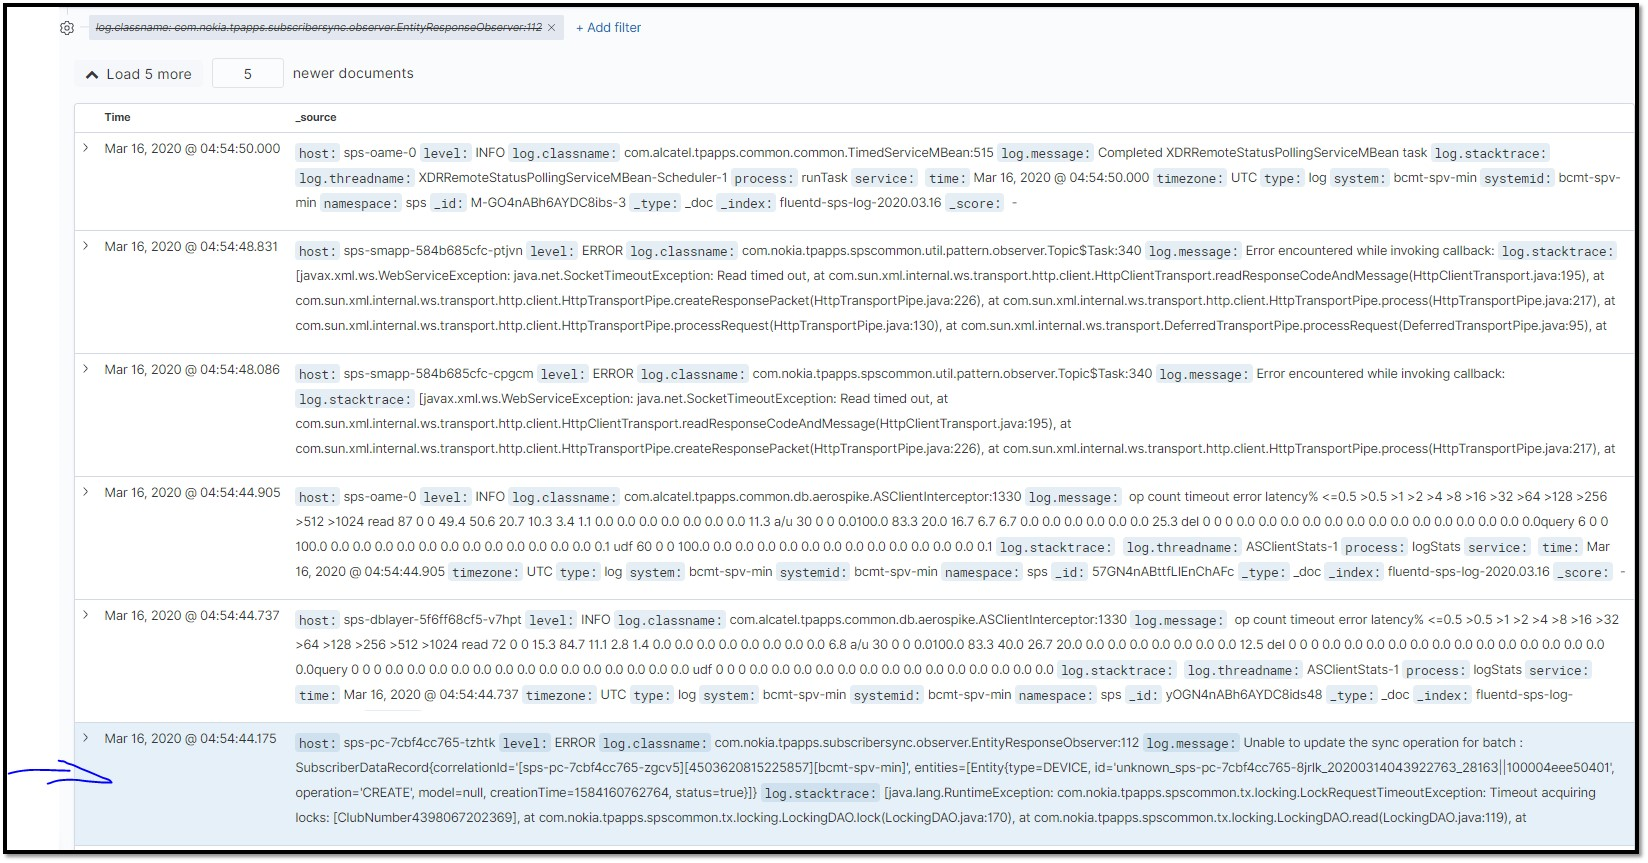 log.classname: com.nokia.tpapps.subscribersync.observer.EntityResponseObserver:112 × + Add filter
Load 5 more 5 newer documents
Time _source
Mar 16, 2020 @ 04:54:50.000 host: sps-oame-0 level: INFO log.classname: com.alcatel.tpapps.common.common.TimedServiceMBean:515 log.message: Completed XDRRemoteStatusPollingServiceMBean task log.stacktrace:
log.threadname: XDRRemoteStatusPollingServiceMBean-Scheduler-1 process: runTask service: time: Mar 16, 2020 @ 04:54:50.000 timezone: UTC type: log system: bcmt-spv-min systemid: bcmt-spv-
min namespace: sps _id: M-GO4nABh6AYDC8ibs-3 _type: _doc _index: fluentd-sps-log-2020.03.16 _score: -
Mar 16, 2020 @ 04:54:48.831 host: sps-smapp-584b685cfc-ptjvn level: ERROR log.classname: com.nokia.tpapps.spscommon.util.pattern.observer.Topic$Task:340 log.message: Error encountered while invoking callback: log.stacktrace:
[javax.xml.ws.WebServiceException: java.net.SocketTimeoutException: Read timed out, at com.sun.xml.internal.ws.transport.http.client.HttpClientTransport.readResponseCodeAndMessage(HttpClientTransport.java:195), at
com.sun.xml.internal.ws.transport.http.client.HttpTransportPipe.createResponsePacket(HttpTransportPipe.java:226), at com.sun.xml.internal.ws.transport.http.client.HttpTransportPipe.process(HttpTransportPipe.java:217), at
com.sun.xml.internal.ws.transport.http.client.HttpTransportPipe.processRequest(HttpTransportPipe.java:130), at com.sun.xml.internal.ws.transport.DeferredTransportPipe.processRequest(DeferredTransportPipe.java:95), at
Mar 16, 2020 @ 04:54:48.086 host: sps-smapp-584b685cfc-cpgcm level: ERROR log.classname: com.nokia.tpapps.spscommon.util.pattern.observer.Topic$Task:340 log.message: Error encountered while invoking callback:
log.stacktrace: [javax.xml.ws.WebServiceException: java.net.SocketTimeoutException: Read timed out, at
com.sun.xml.internal.ws.transport.http.client.HttpClientTransport.readResponseCodeAndMessage(HttpClientTransport.java:195), at
com.sun.xml.internal.ws.transport.http.client.HttpTransportPipe.createResponsePacket(HttpTransportPipe.java:226), at com.sun.xml.internal.ws.transport.http.client.HttpTransportPipe.process(HttpTransportPipe.java:217), at
Mar 16, 2020 @ 04:54:44.905 host: sps-oame-0 level: INFO log.classname: com.alcatel.tpapps.common.db.aerospike.ASClientInterceptor:1330 log.message: op count timeout error latency% <=0.5 >0.5 >1 >2 >4 >8 >16 >32 >64 >128 >256
>512 >1024 read 87 0 0 49.4 50.6 20.7 10.3 3.4 1.1 0.0 0.0 0.0 0.0 0.0 0.0 0.0 0.0 11.3 a/u 30 0 0 0.0100.0 83.3 20.0 16.7 6.7 6.7 0.0 0.0 0.0 0.0 0.0 0.0 0.0 25.3 del 0 0 0 0.0 0.0 0.0 0.0 0.0 0.0 0.0 0.0 0.0 0.0 0.0 0.0 0.0 0.0 0.0query 6 0 0
100.0 0.0 0.0 0.0 0.0 0.0 0.0 0.0 0.0 0.0 0.0 0.0 0.0 0.0 0.1 udf 60 0 0 100.0 0.0 0.0 0.0 0.0 0.0 0.0 0.0 0.0 0.0 0.0 0.0 0.0 0.0 0.1 log.stacktrace: log.threadname: ASClientStats-1 process: logStats service: time: Mar
16, 2020 @ 04:54:44.905 timezone: UTC type: log system: bcmt-spv-min systemid: bcmt-spv-min namespace: sps _id: 57GN4nABttfLIEnChAFc _type: _doc _index: fluentd-sps-log-2020.03.16 _score: -
Mar 16, 2020 @ 04:54:44.737 host: sps-dblayer-5f6ff68cf5-v7hpt level: INFO log.classname: com.alcatel.tpapps.common.db.aerospike.ASClientInterceptor:1330 log.message: op count timeout error latency% <=0.5 >0.5 >1 >2 >4 >8 >16 >32
>64 >128 >256 >512 >1024 read 72 0 0 15.3 84.7 11.1 2.8 1.4 0.0 0.0 0.0 0.0 0.0 0.0 0.0 0.0 0.0 6.8 a/u 30 0 0 0.0100.0 83.3 40.0 26.7 20.0 0.0 0.0 0.0 0.0 0.0 0.0 0.0 0.0 12.5 del 0 0 0 0.0 0.0 0.0 0.0 0.0 0.0 0.0 0.0 0.0 0.0 0.0 0.0 0.0 0.0
0.0query 0 0 0 0.0 0.0 0.0 0.0 0.0 0.0 0.0 0.0 0.0 0.0 0.0 0.0 0.0 0.0 0.0 udf 0 0 0 0.0 0.0 0.0 0.0 0.0 0.0 0.0 0.0 0.0 0.0 0.0 0.0 0.0 0.0 0.0 log.stacktrace: log.threadname: ASClientStats-1 process: logStats service:
time: Mar 16, 2020 @ 04:54:44.737 timezone: UTC type: log system: bcmt-spv-min systemid: bcmt-spv-min namespace: sps _id: yOGN4nABh6AYDC8ids48 _type: _doc _index: fluentd-sps-log-
Mar 16, 2020 @ 04:54:44.175 host: sps-pc-7cbf4cc765-tzhtk level: ERROR log.classname: com.nokia.tpapps.subscribersync.observer.EntityResponseObserver:112 log.message: Unable to update the sync operation for batch :
SubscriberDataRecord{correlationId='[sps-pc-7cbf4cc765-zgcv5][4503620815225857][bcmt-spv-min]', entities=[Entity{type=DEVICE, id='unknown_sps-pc-7cbf4cc765-8jrlk_20200314043922763_28163||100004eee50401',
operation='CREATE', model=null, creationTime=1584160762764, status=true}]} log.stacktrace: [java.lang.RuntimeException: com.nokia.tpapps.spscommon.tx.locking.LockRequestTimeoutException: Timeout acquiring
locks: [ClubNumber4398067202369], at com.nokia.tpapps.spscommon.tx.locking.LockingDAO.lock(LockingDAO.java:170), at com.nokia.tpapps.spscommon.tx.locking.LockingDAO.read(LockingDAO.java:119), at